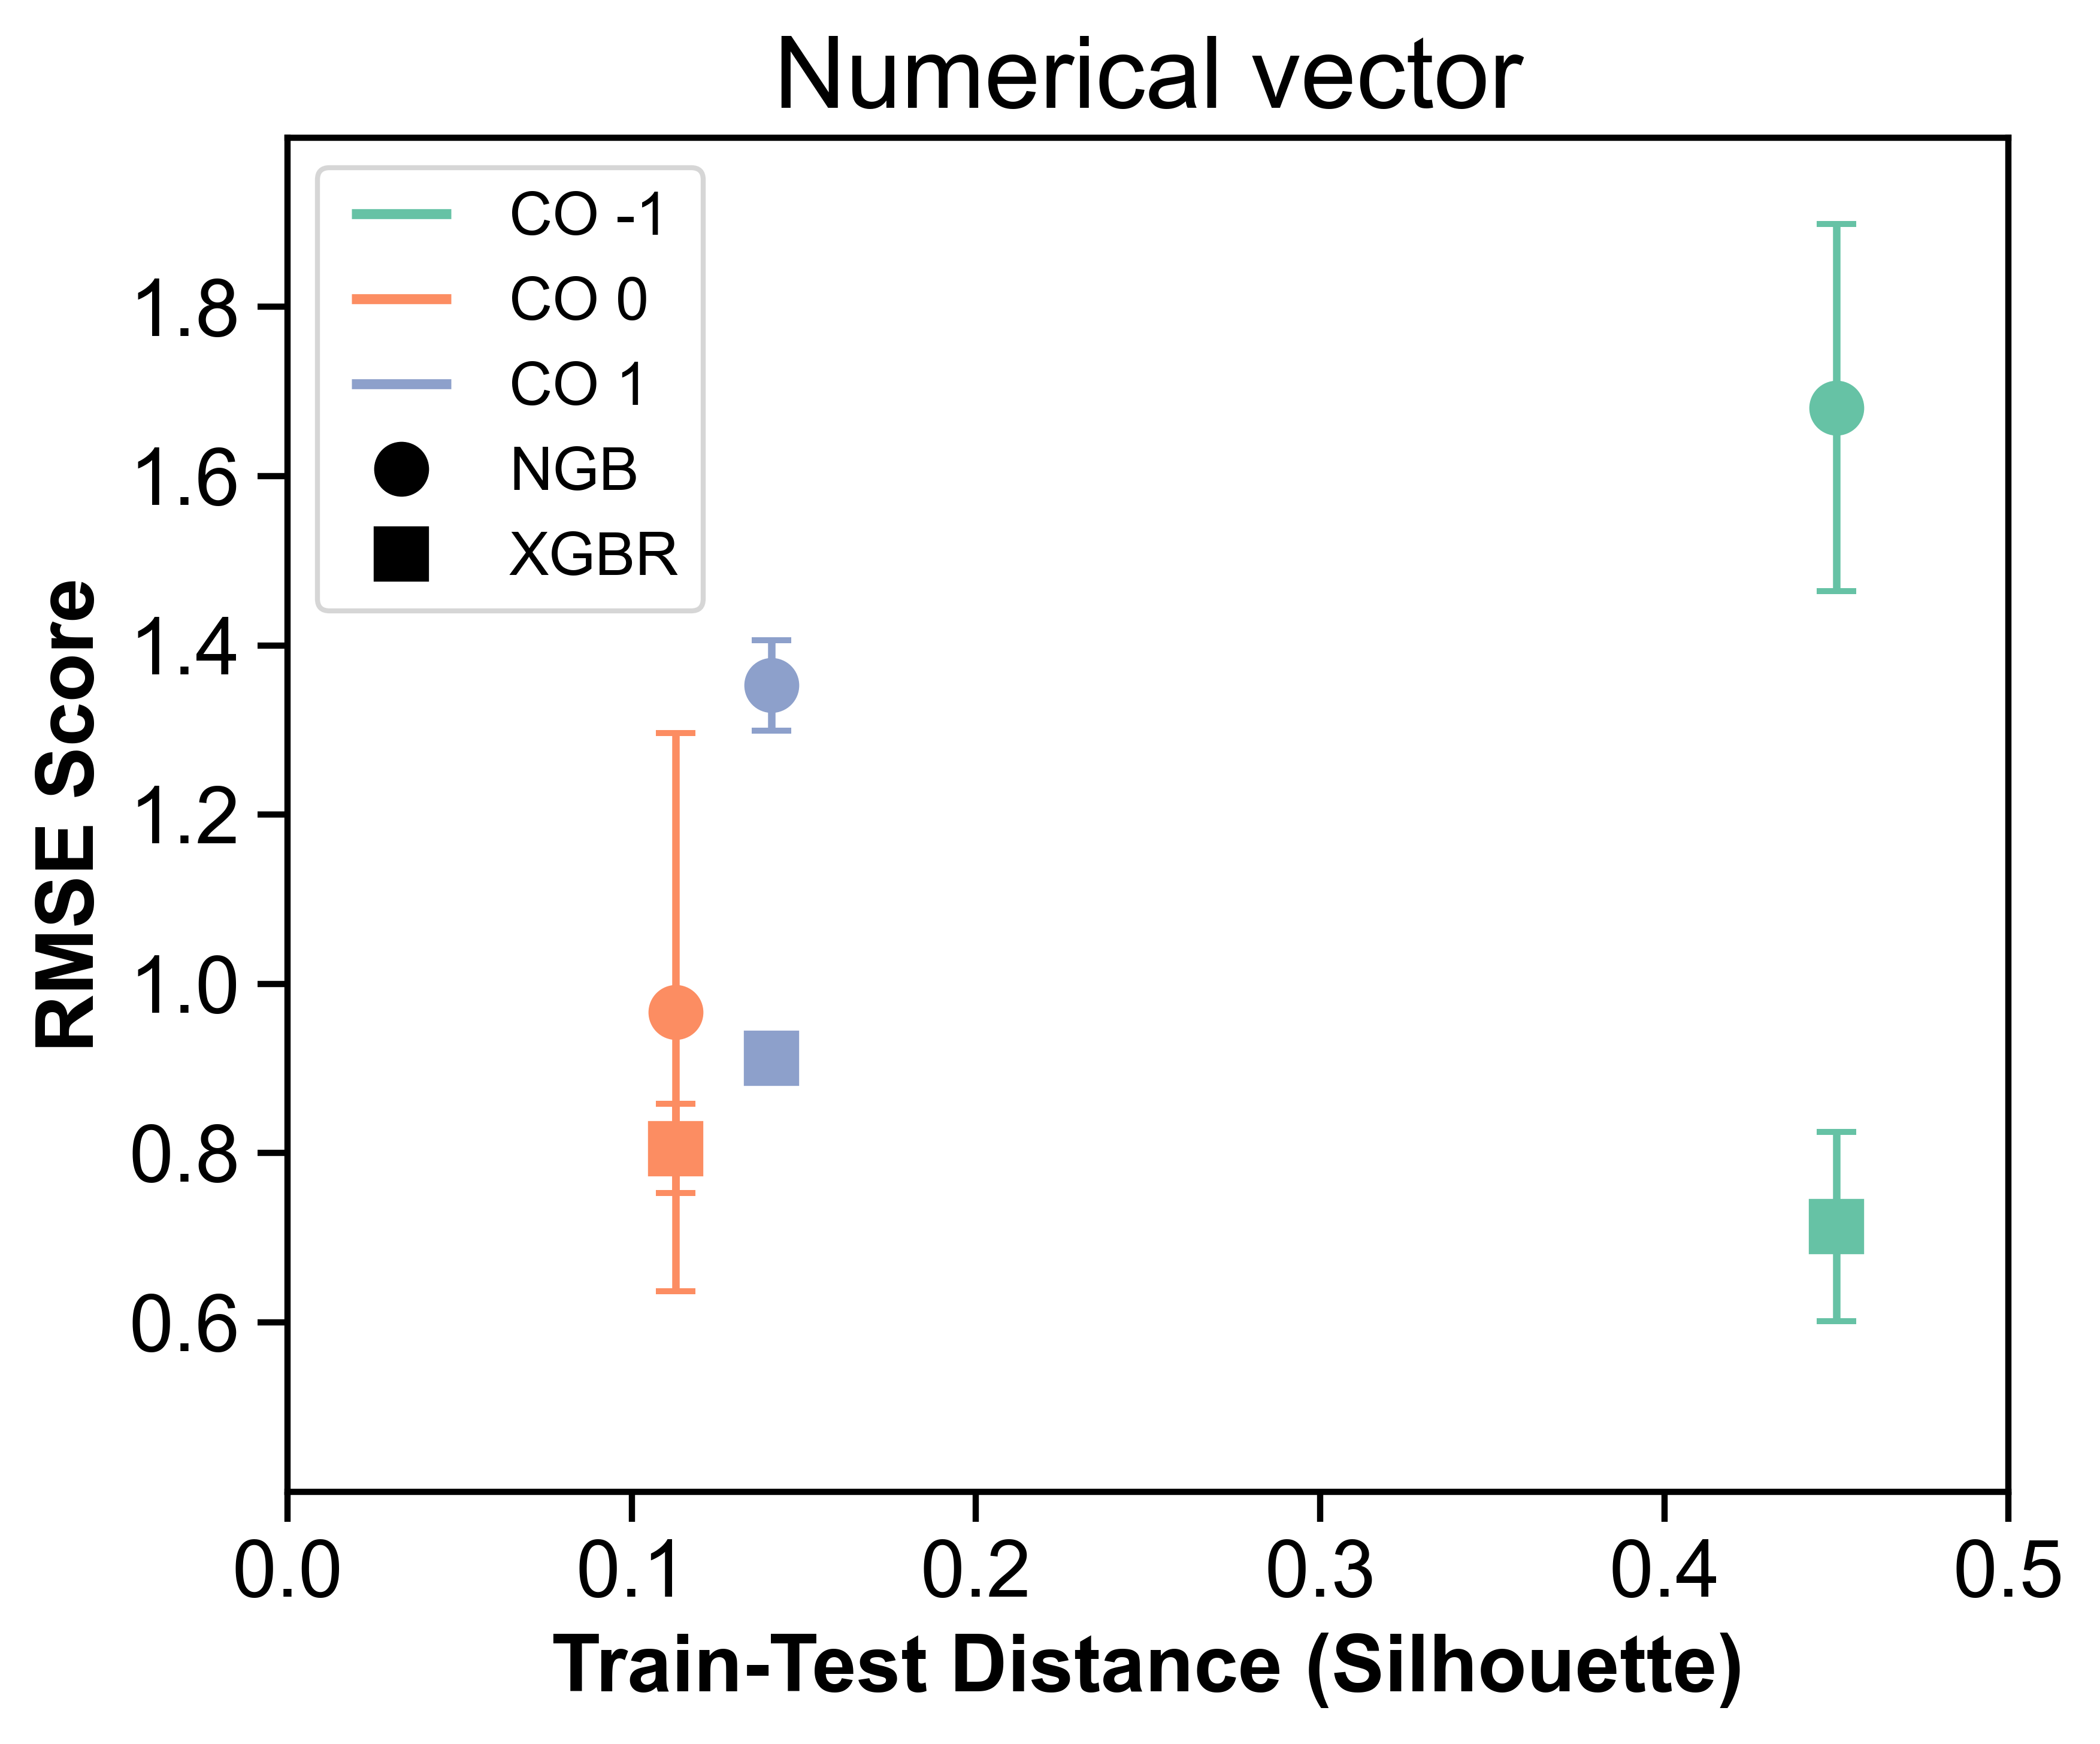 Numerical vector
CO -1
CO 0
CO 1
NGB
XGBR
RMSE Score
1.8
1.6
1.4
1.2
1.0
0.8
0.6
0.0 0.1 0.2 0.3 0.4 0.5
Train-Test Distance (Silhouette)